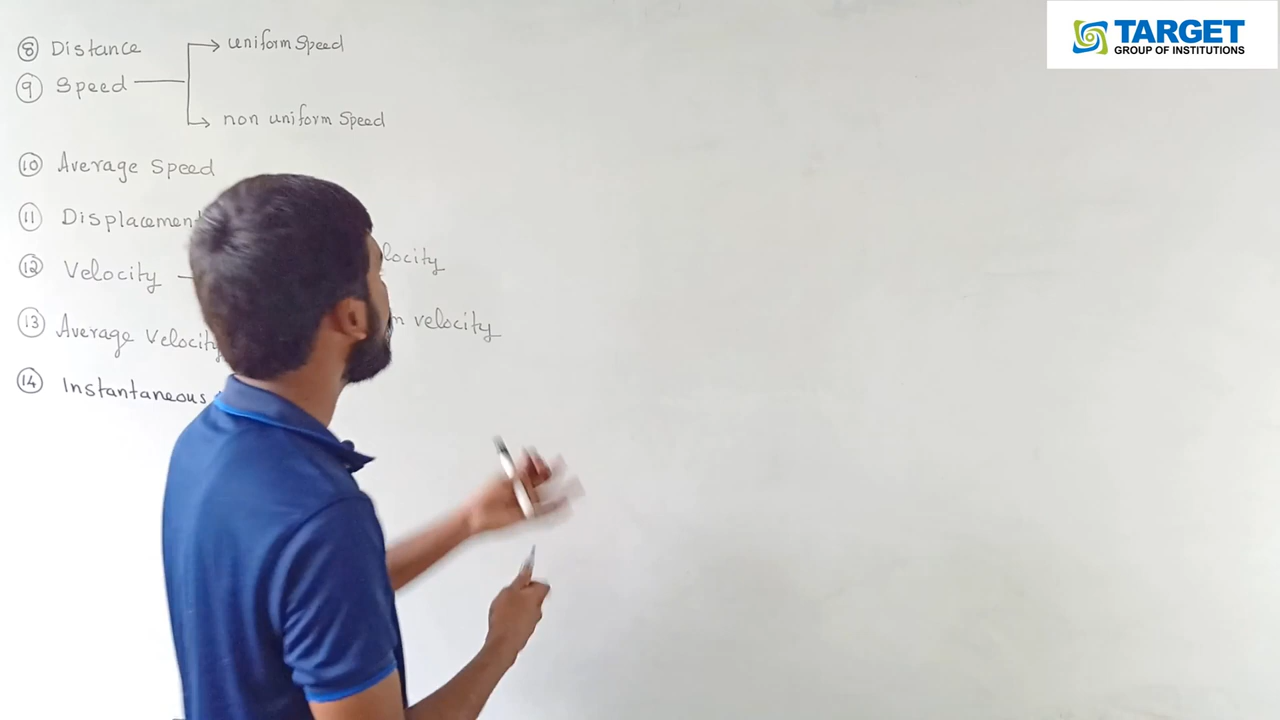 8 Distance
uniform Speed
9 Speed
non uniform Speed
10 Average Speed
11 Displacement
12 Velocity
locity
13 Average Velocity
n velocity
14 Instantaneous
TARGET
GROUP OF INSTITUTIONS